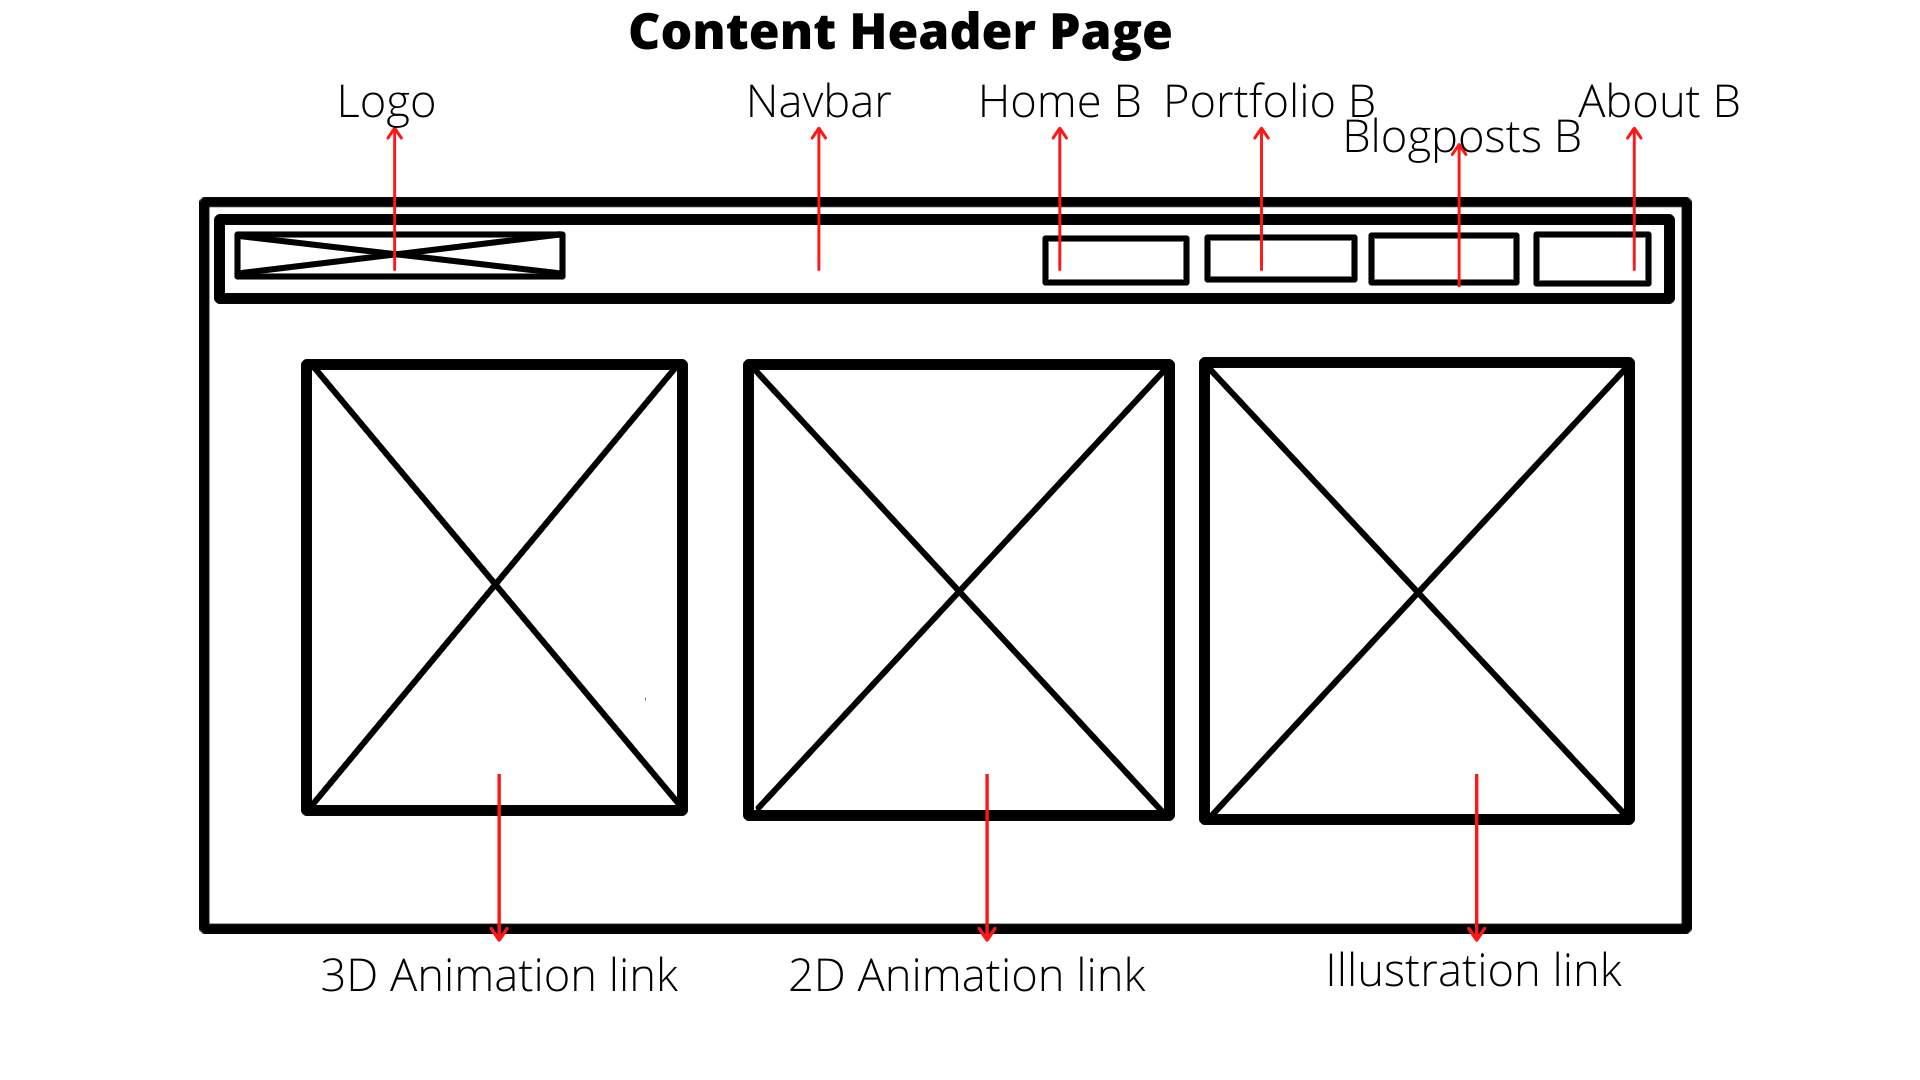 Content Header Page
Logo
Navbar
Home B
Portfolio B
Blogposts B
About B
3D Animation link
2D Animation link
Illustration link